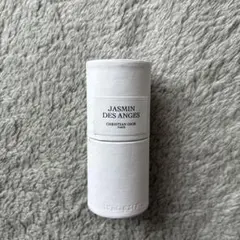 JASMIN
DES ANGES
CHRISTIAN DIOR
PARIS